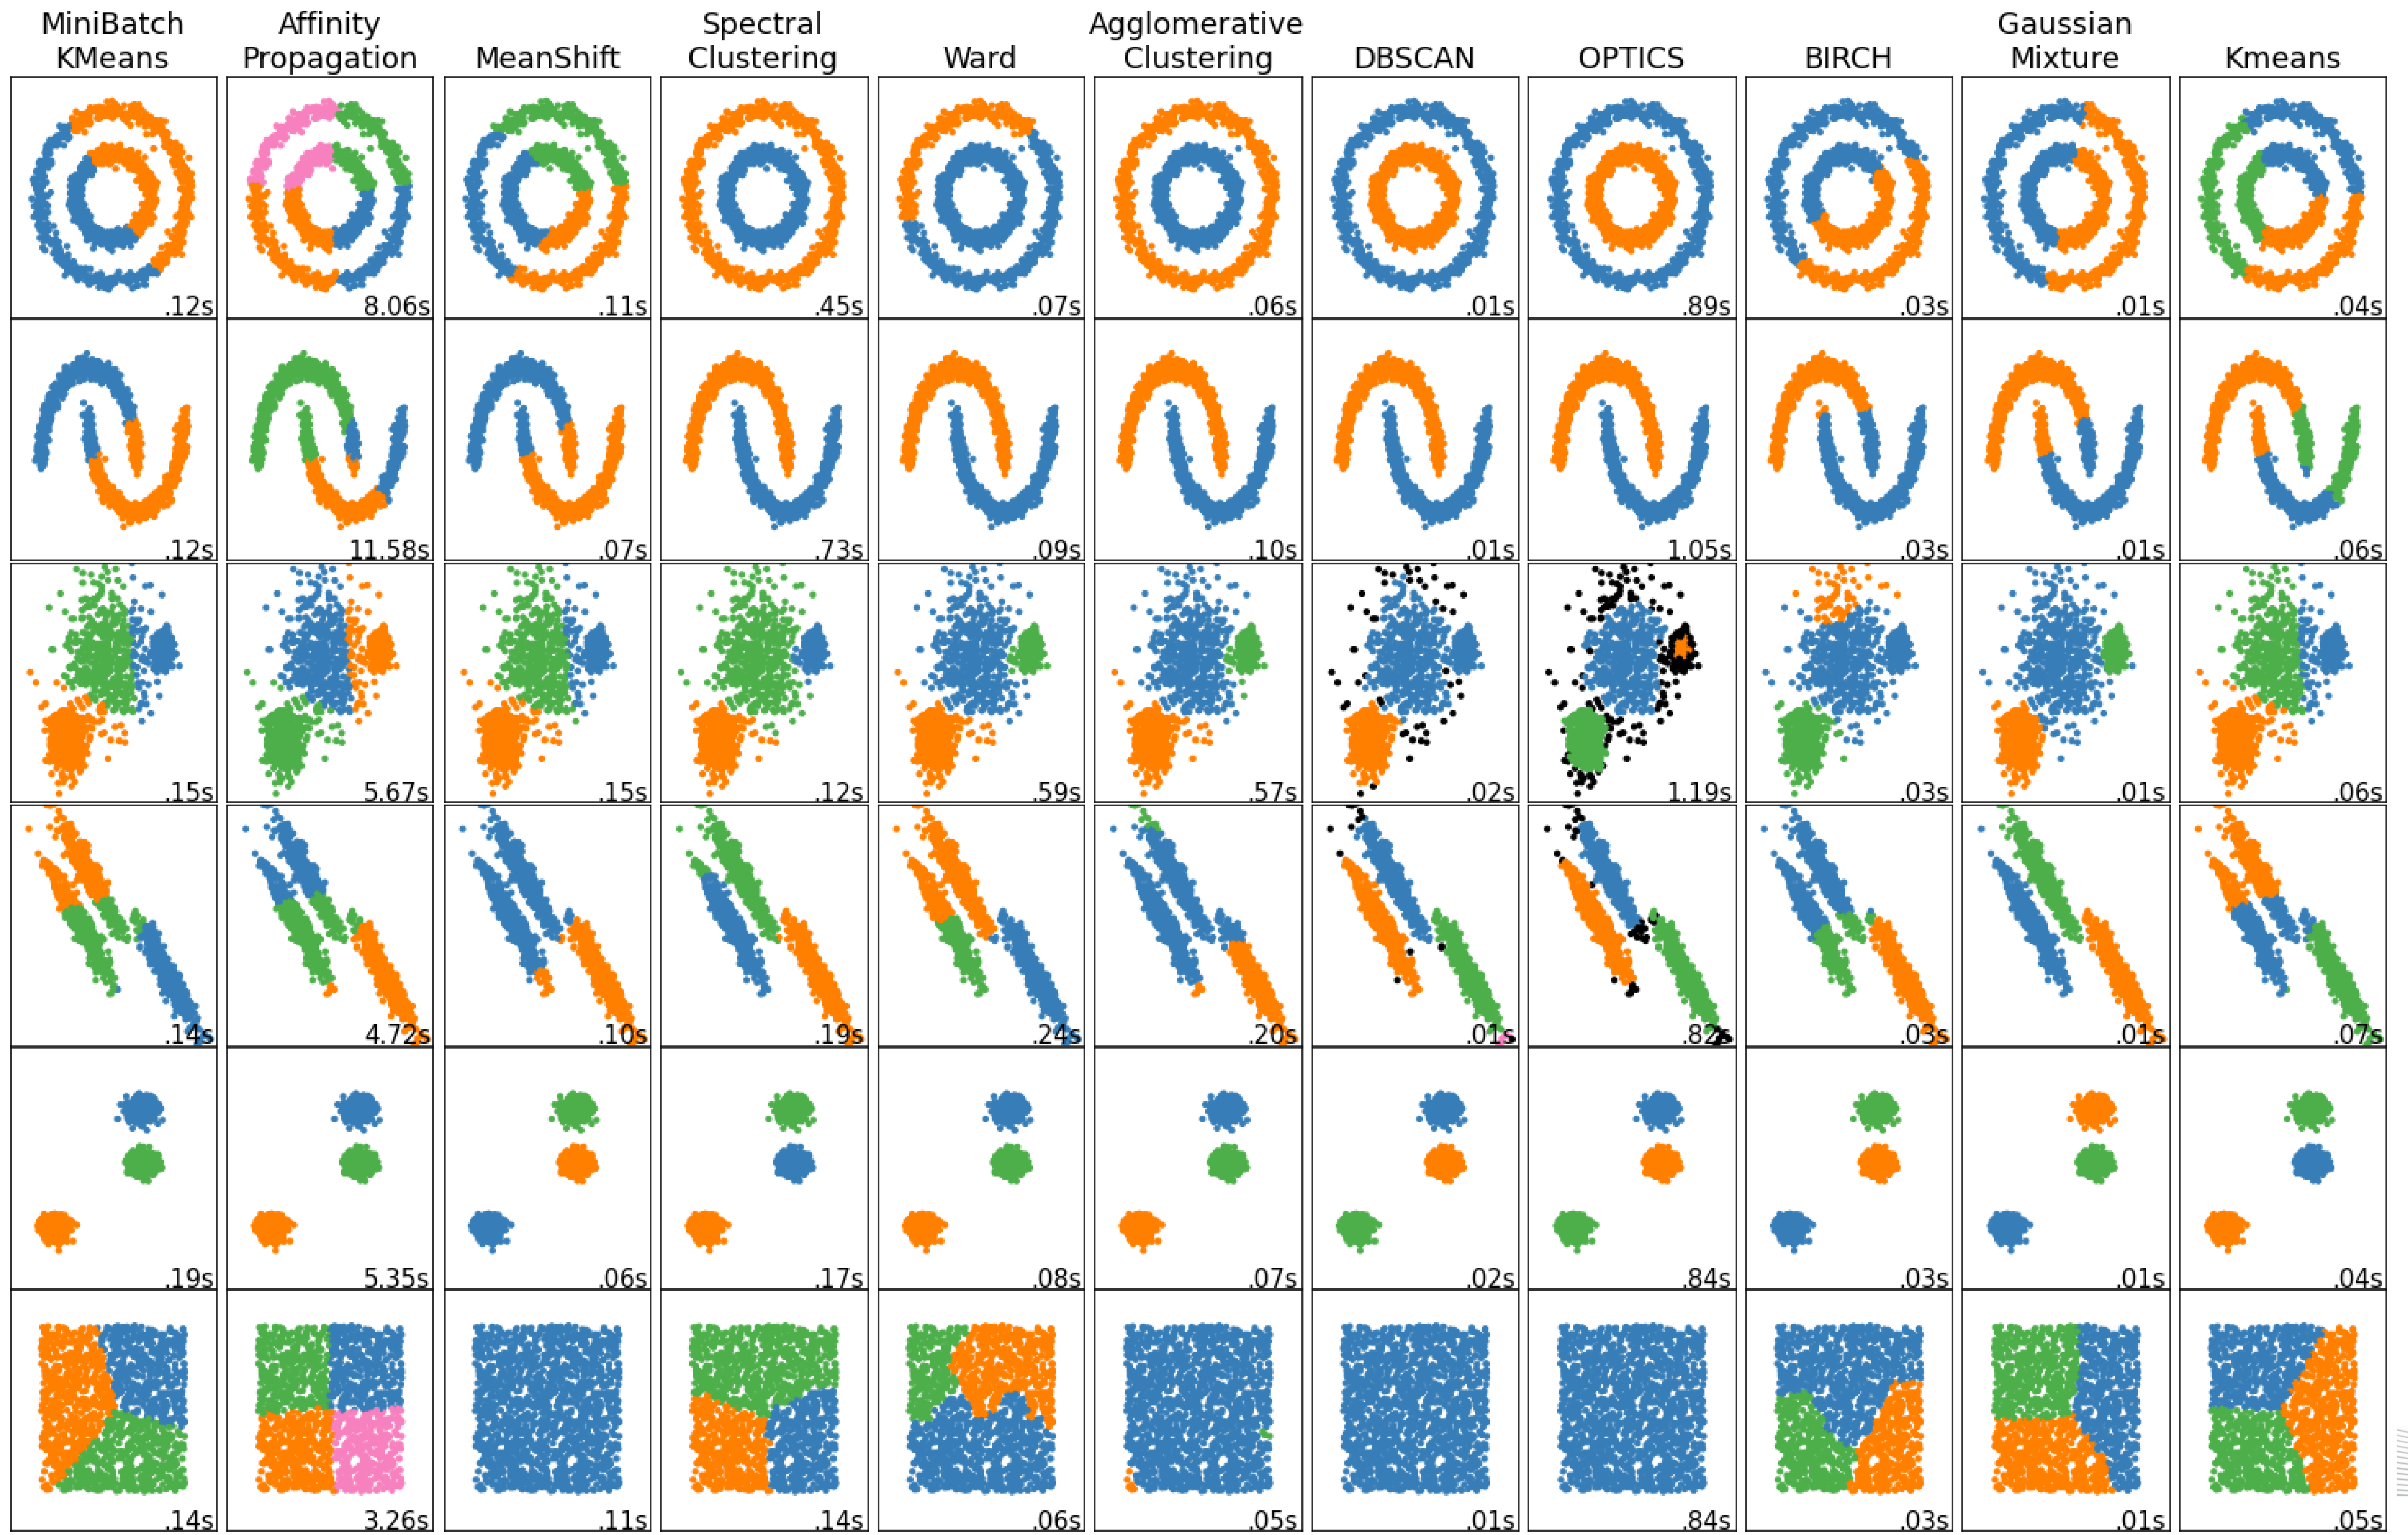 MiniBatch
KMeans
Affinity
Propagation
MeanShift
Spectral
Clustering
Ward
Agglomerative
Clustering
DBSCAN
OPTICS
BIRCH
Gaussian
Mixture
Kmeans
.12s
8.06s
.11s
.45s
.07s
.06s
.01s
.89s
.03s
.01s
.04s
.12s
11.58s
.07s
.73s
.09s
.10s
.01s
1.05s
.03s
.01s
.06s
.15s
5.67s
.15s
.12s
.59s
.57s
.02s
1.19s
.03s
.01s
.06s
.14s
4.72s
.10s
.19s
.24s
.20s
.01s
.82s
.03s
.01s
.07s
.19s
5.35s
.06s
.17s
.08s
.07s
.02s
.84s
.03s
.01s
.04s
.14s
3.26s
.11s
.14s
.06s
.05s
.01s
.84s
.03s
.01s
.05s